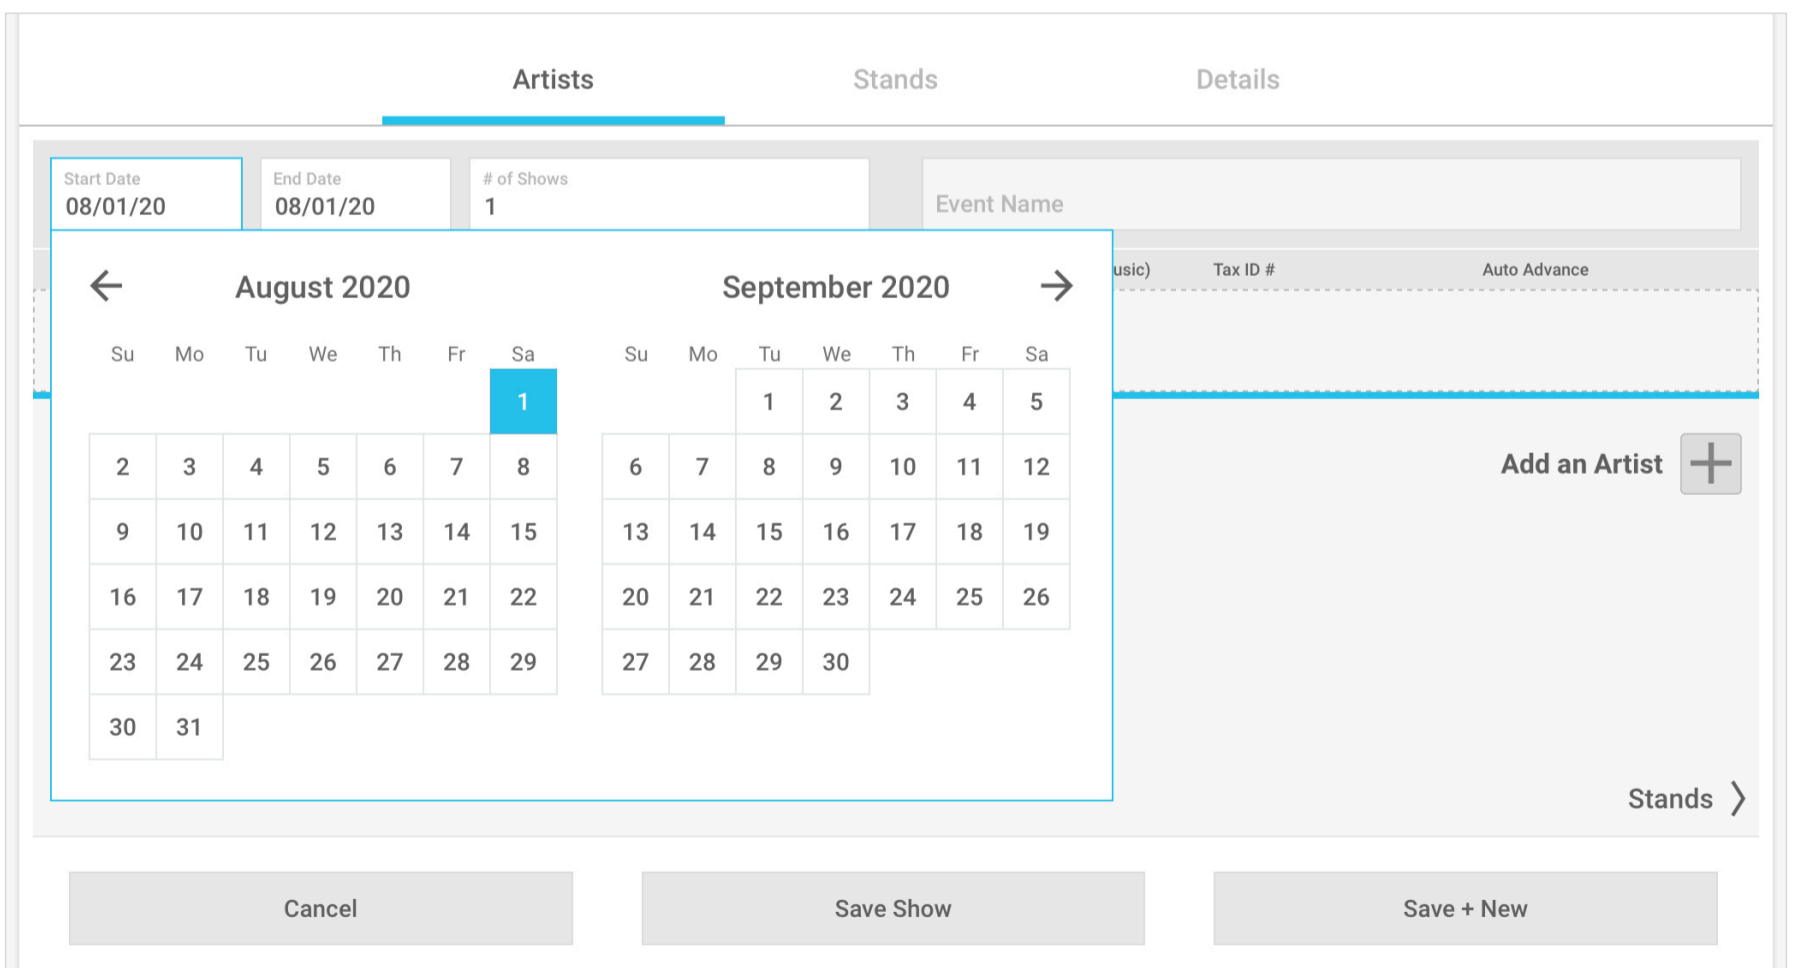 Artists Stands Details
Start Date End Date # of Shows
08/01/20 08/01/20 1 Event Name
usic) Tax ID # Auto Advance
August 2020 September 2020
Su Mo Tu We Th Fr Sa Su Mo Tu We Th Fr Sa
1 1 2 3 4 5
2 3 4 5 6 7 8 6 7 8 9 10 11 12
Add an Artist
9 10 11 12 13 14 15 13 14 15 16 17 18 19
16 17 18 19 20 21 22 20 21 22 23 24 25 26
23 24 25 26 27 28 29 27 28 29 30
30 31
Stands
Cancel Save Show Save + New